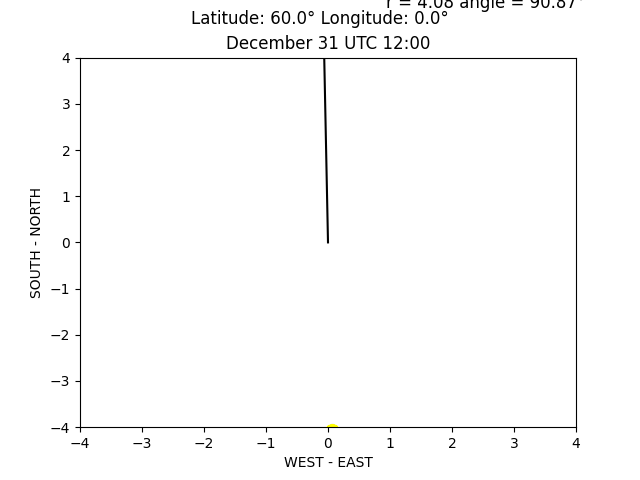 r = 4.08 angle = 90.87°
Latitude: 60.0° Longitude: 0.0°
December 31 UTC 12:00
4
3
2
1
0
−1
−2
−3
−4
SOUTH - NORTH
−4 −3 −2 −1 0 1 2 3 4
WEST - EAST